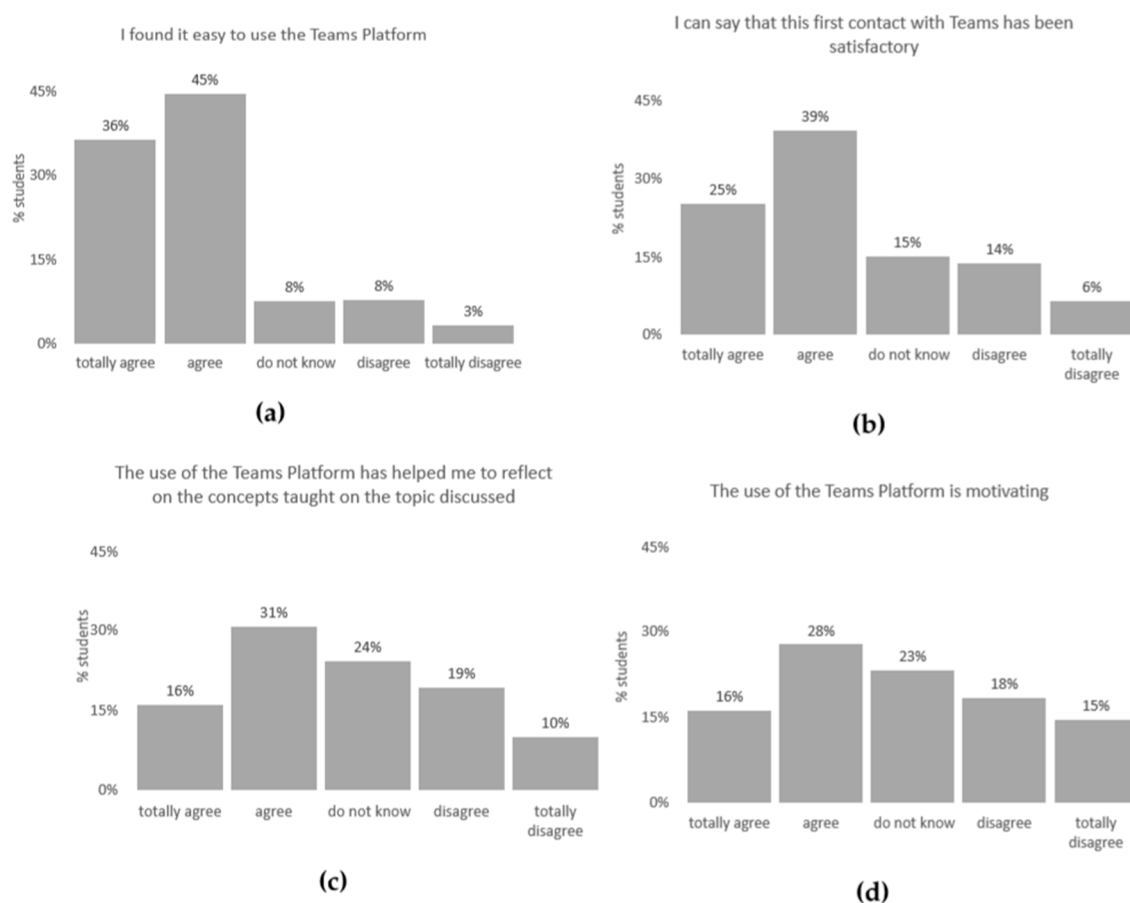 I found it easy to use the Teams Platform
45%
30%
15%
0%
% students
36%
45%
8%
8%
3%
totally agree
agree
do not know
disagree
totally disagree
(a)
I can say that this first contact with Teams has been
satisfactory
45%
30%
15%
0%
% students
25%
39%
15%
14%
6%
totally agree
agree
do not know
disagree
totally
disagree
(b)
The use of the Teams Platform has helped me to reflect
on the concepts taught on the topic discussed
45%
30%
15%
0%
% students
16%
31%
24%
19%
10%
totally agree
agree
do not know
disagree
totally
disagree
(c)
The use of the Teams Platform is motivating
45%
30%
15%
0%
% students
16%
28%
23%
18%
15%
totally agree
agree
do not know
disagree
totally
disagree
(d)